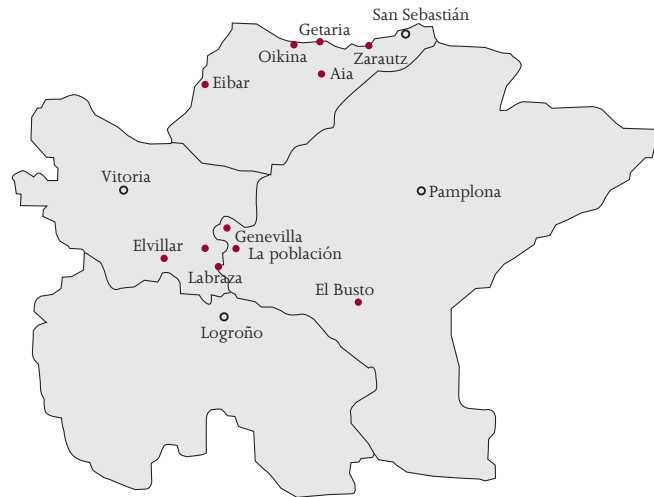 San Sebastián
Getaria
Oikina
Zarautz
Aia
Eibar
Vitoria
Pamplona
Genevilla
Elvillar
La población
Labraza
El Busto
Logroño